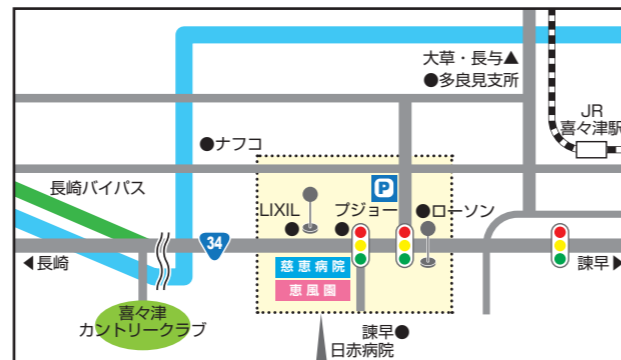 大草・長与▲
●多良見支所
JR
喜々津駅
●ナフコ
長崎バイパス
P
LIXIL
プジョー
●ローソン
34
◀長崎
諫早▶
慈恵病院
恵風園
喜々津
カントリークラブ
諫早●
日赤病院